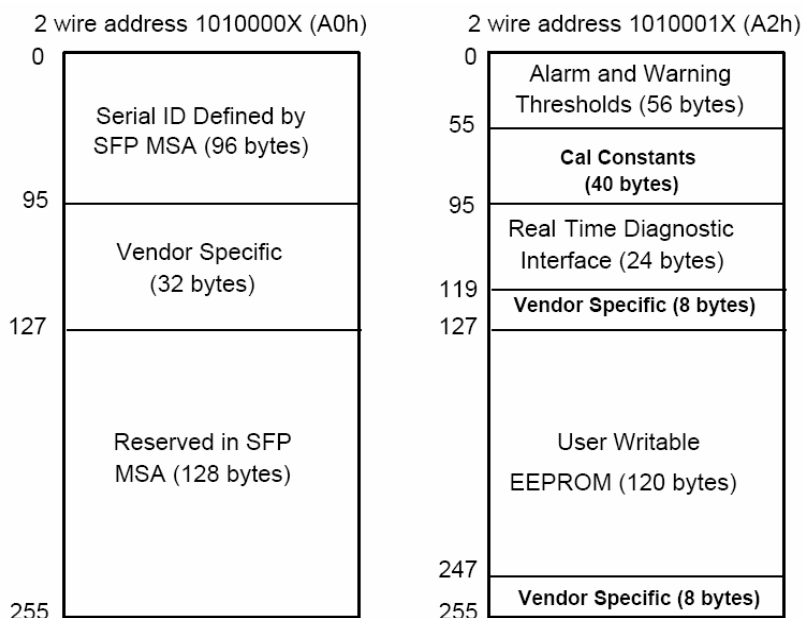 2 wire address 1010000X (A0h)
0
Serial ID Defined by
SFP MSA (96 bytes)
95
Vendor Specific
(32 bytes)
127
Reserved in SFP
MSA (128 bytes)
255
2 wire address 1010001X (A2h)
0
Alarm and Warning
Thresholds (56 bytes)
55
Cal Constants
(40 bytes)
95
Real Time Diagnostic
Interface (24 bytes)
119
Vendor Specific (8 bytes)
127
User Writable
EEPROM (120 bytes)
247
Vendor Specific (8 bytes)
255